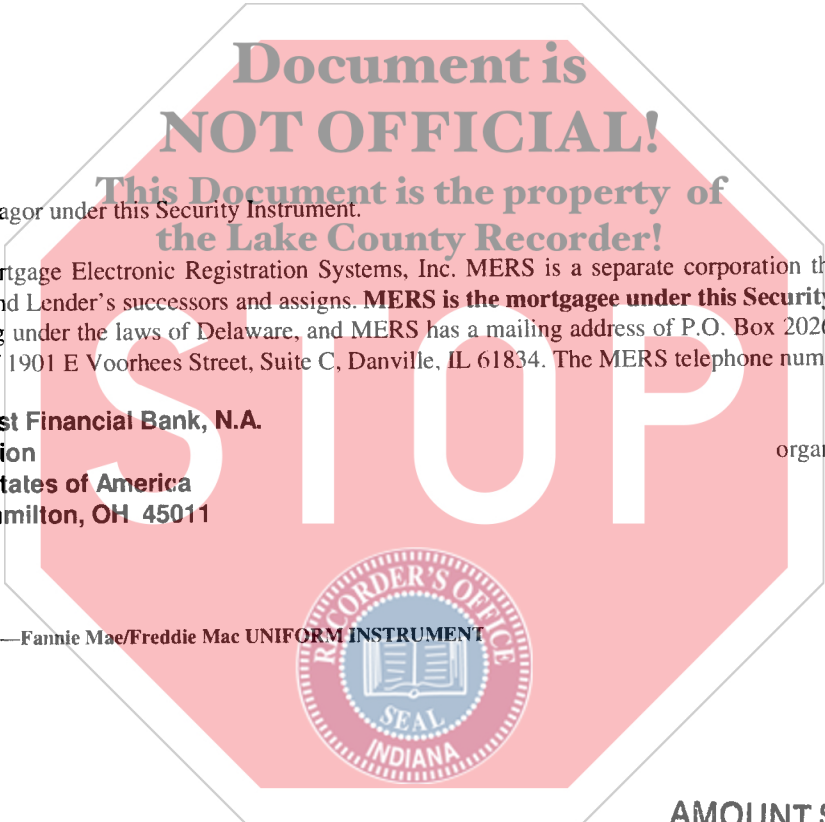 Document is
NOT OFFICIAL!
This Document is the property of
agor under this Security Instrument.
the Lake County Recorder!
rtgage Electronic Registration Systems, Inc. MERS is a separate corporation th
nd Lender's successors and assigns. MERS is the mortgagee under this Security
g under the laws of Delaware, and MERS has a mailing address of P.O. Box 2026
1901 E Voorhees Street, Suite C, Danville, IL 61834. The MERS telephone num
STOP
st Financial Bank, N.A.
ion organ
tates of America
milton, OH 45011
—Fannie Mae/Freddie Mac UNIFORM INSTRUMENT
RECORDER'S OFFICE
SEAL
INDIANA
AMOUNT